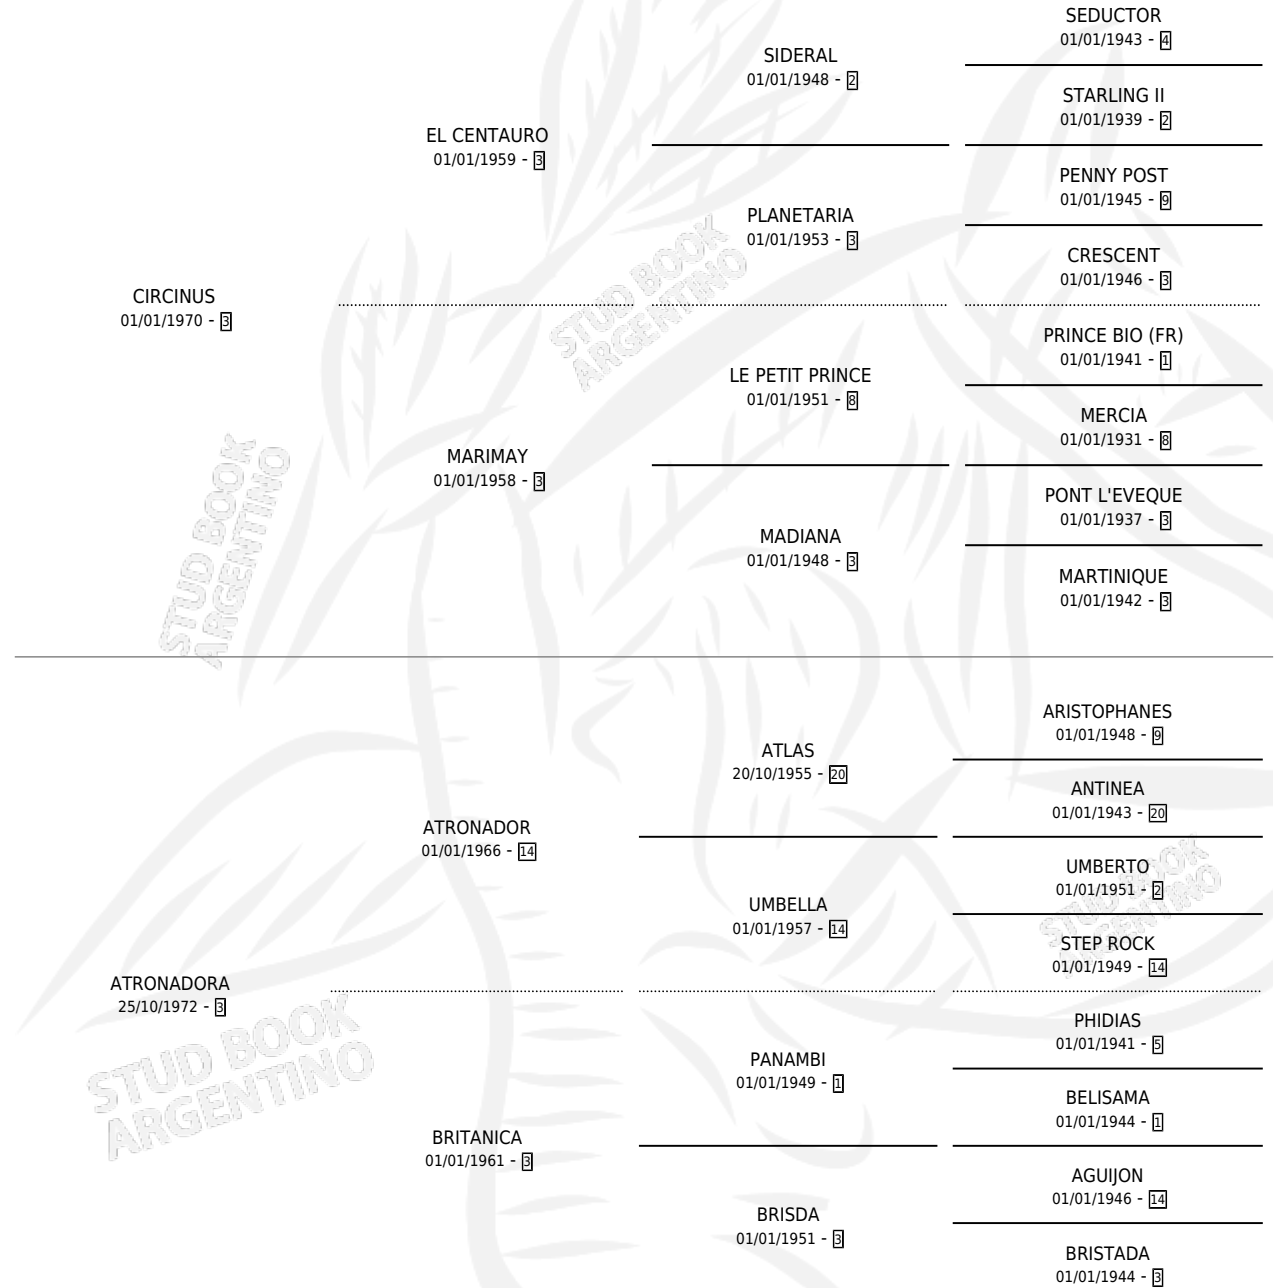 SEDUCTOR
01/01/1943 - 4
SIDERAL
01/01/1948 - 2
STARLING II
01/01/1939 - 2
EL CENTAURO
01/01/1959 - 3
PENNY POST
01/01/1945 - 9
PLANETARIA
01/01/1953 - 3
CRESCENT
01/01/1946 - 3
CIRCINUS
01/01/1970 - 3
PRINCE BIO (FR)
01/01/1941 - 1
LE PETIT PRINCE
01/01/1951 - 8
MERCIA
01/01/1931 - 8
MARIMAY
01/01/1958 - 3
PONT L'EVEQUE
01/01/1937 - 3
MADIANA
01/01/1948 - 3
MARTINIQUE
01/01/1942 - 3
STUD BOOK
ARGENTINO
STUD BOOK
ARGENTINO
ARISTOPHANES
01/01/1948 - 9
ATLAS
20/10/1955 - 20
ANTINEA
01/01/1943 - 20
ATRONADOR
01/01/1966 - 14
UMBERTO
01/01/1951 - 2
UMBELLA
01/01/1957 - 14
STEP ROCK
01/01/1949 - 14
STUD BOOK
ARGENTINO
ATRONADORA
25/10/1972 - 3
PHIDIAS
01/01/1941 - 5
PANAMBI
01/01/1949 - 1
BELISAMA
01/01/1944 - 1
STUD BOOK
ARGENTINO
BRITANICA
01/01/1961 - 3
AGUIJON
01/01/1946 - 14
BRISDA
01/01/1951 - 3
BRISTADA
01/01/1944 - 3